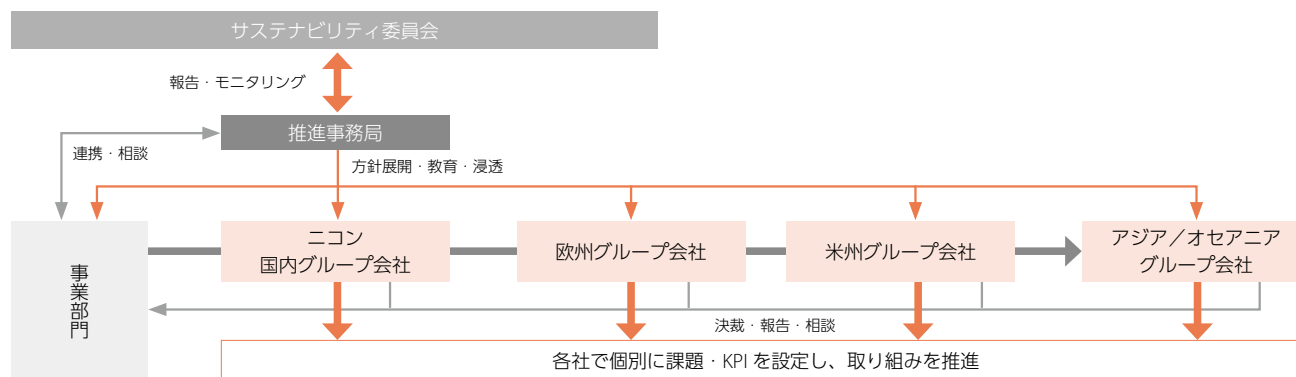 サステナビリティ委員会
報告・モニタリング
推進事務局
連携・相談
方針展開・教育・浸透
事業部門
ニコン
国内グループ会社
欧州グループ会社
米州グループ会社
アジア／オセアニア
グループ会社
決裁・報告・相談
各社で個別に課題・KPI を設定し、取り組みを推進